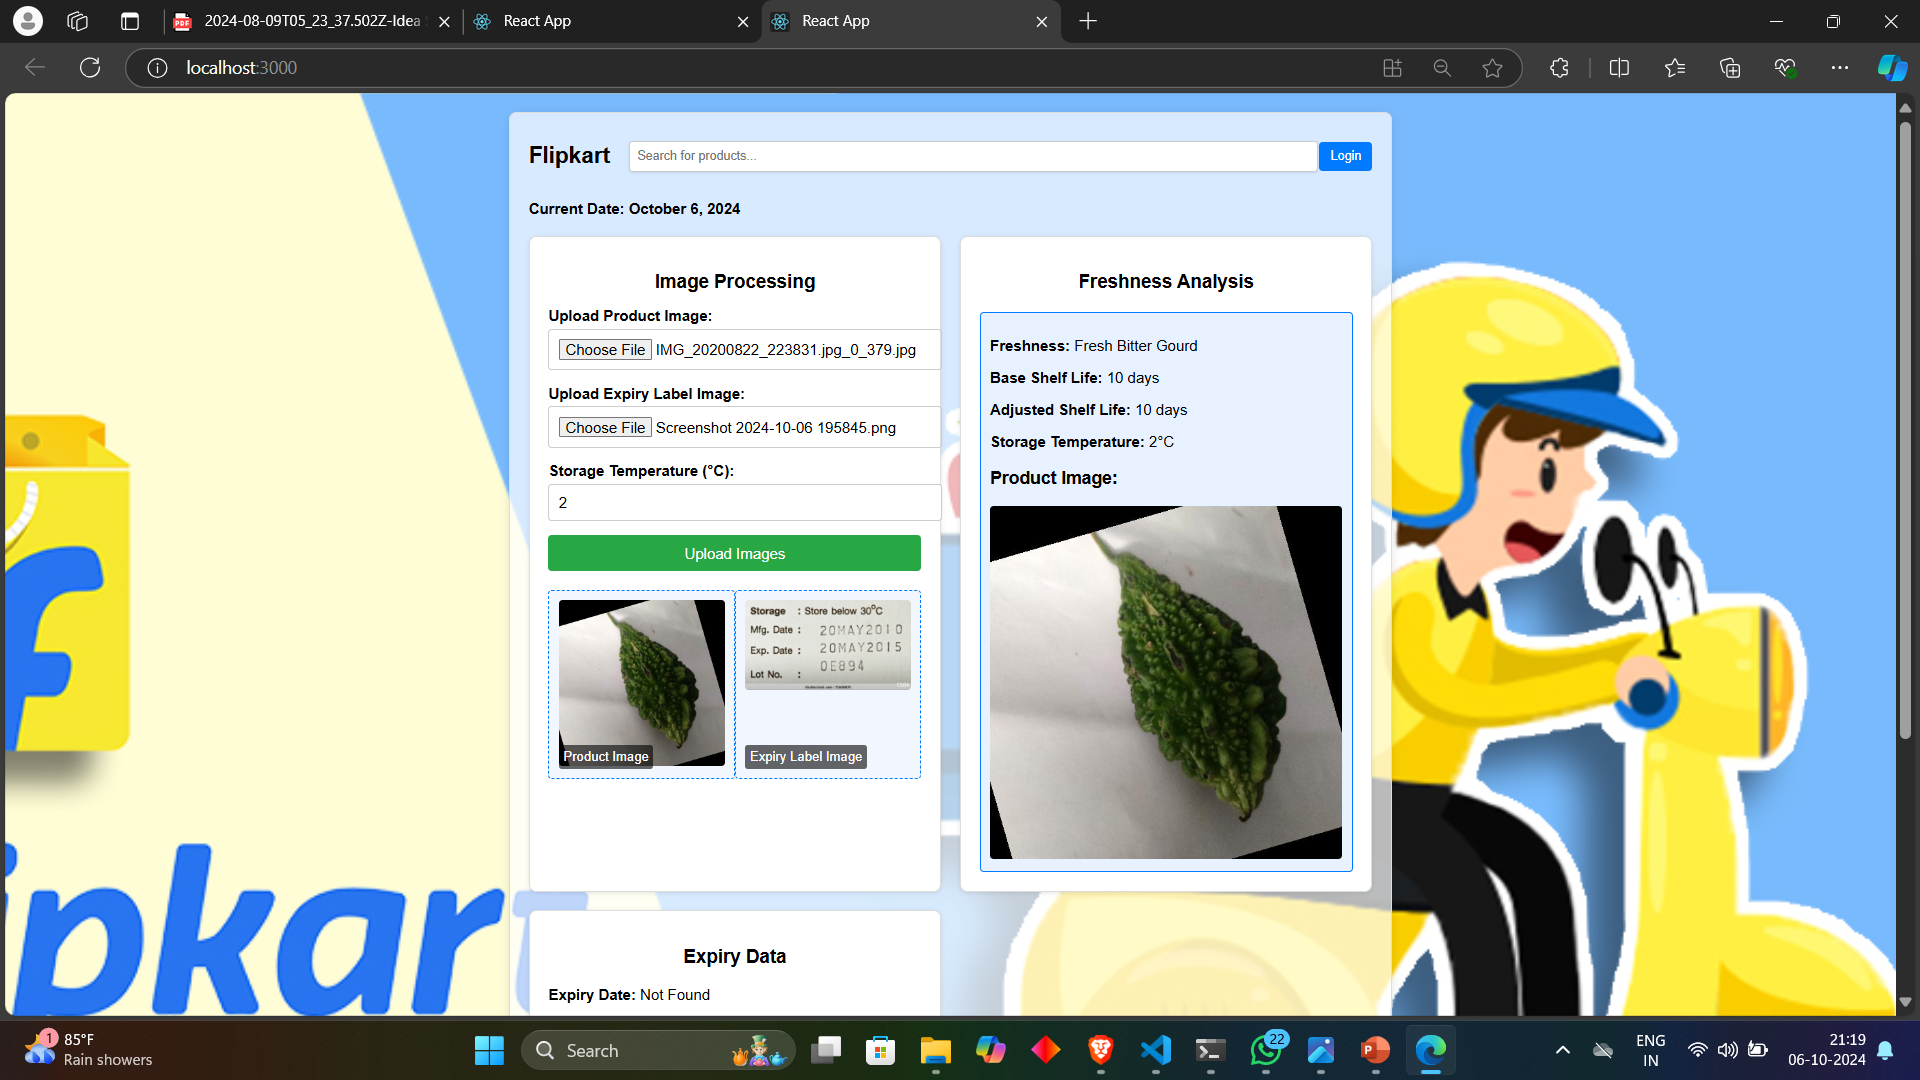 2024-08-09T05_23_37.502Z-Idea
React App
React App
localhost:3000
Flipkart
Search for products...
Login
Current Date: October 6, 2024
Image Processing
Upload Product Image:
Choose File IMG_20200822_223831.jpg_0_379.jpg
Upload Expiry Label Image:
Choose File Screenshot 2024-10-06 195845.png
Storage Temperature (°C):
2
Upload Images
Product Image
Storage : Store below 30°C
Mfg. Date : 20MAY2010
Exp. Date : 20MAY2015
Lot No. : 0E894
Expiry Label Image
Freshness Analysis
Freshness: Fresh Bitter Gourd
Base Shelf Life: 10 days
Adjusted Shelf Life: 10 days
Storage Temperature: 2°C
Product Image:
Expiry Data
Expiry Date: Not Found
f
ipkart
1
85°F
Rain showers
Search
22
ENG
IN
21:19
06-10-2024